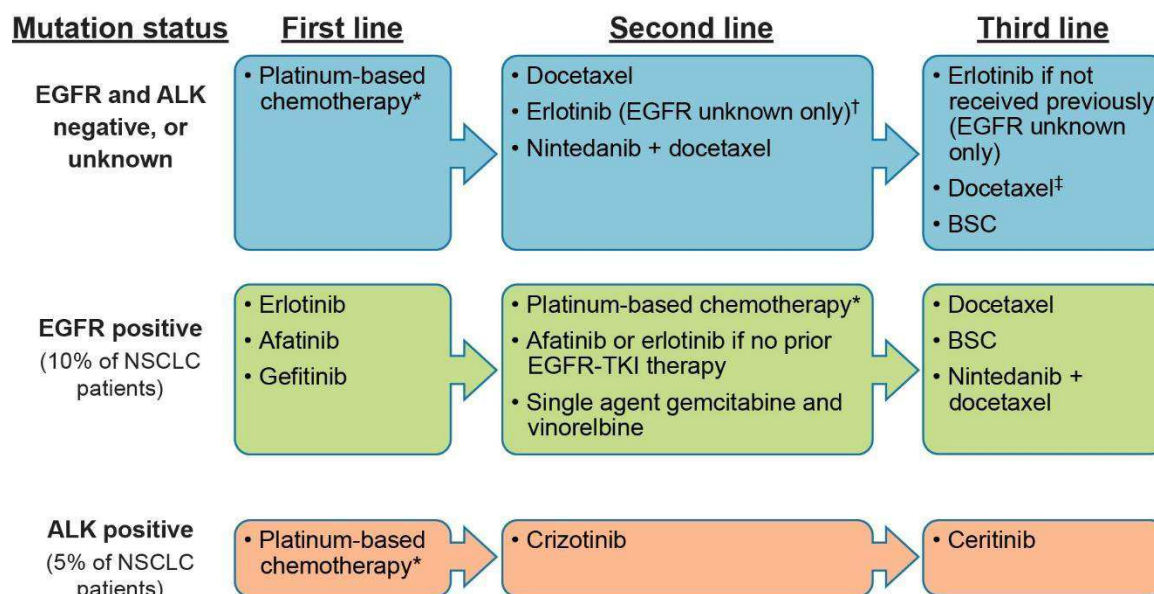 Mutation status
First line
Second line
Third line
EGFR and ALK
negative, or
unknown
• Platinum-based
chemotherapy*
• Docetaxel
• Erlotinib (EGFR unknown only)†
• Nintedanib + docetaxel
• Erlotinib if not
received previously
(EGFR unknown
only)
• Docetaxel‡
• BSC
EGFR positive
(10% of NSCLC
patients)
• Erlotinib
• Afatinib
• Gefitinib
• Platinum-based chemotherapy*
• Afatinib or erlotinib if no prior
EGFR-TKI therapy
• Single agent gemcitabine and
vinorelbine
• Docetaxel
• BSC
• Nintedanib +
docetaxel
ALK positive
(5% of NSCLC
patients)
• Platinum-based
chemotherapy*
• Crizotinib
• Ceritinib